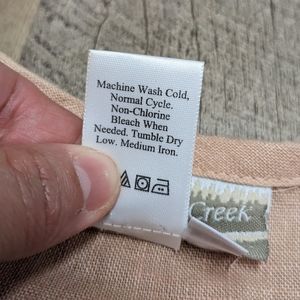 Machine Wash Cold,
Normal Cycle.
Non-Chlorine
Bleach When
Needed. Tumble Dry
Low. Medium Iron.
Creek